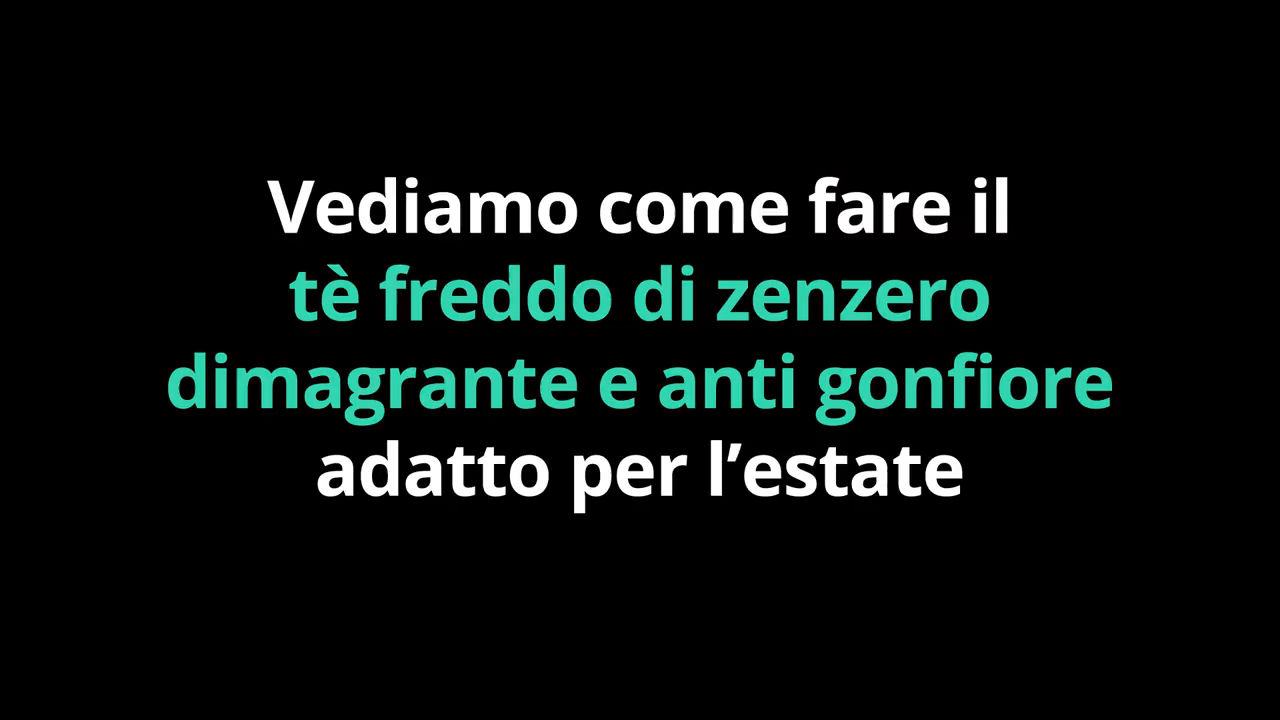 Vediamo come fare il
tè freddo di zenzero
dimagrante e anti gonfiore
adatto per l’estate